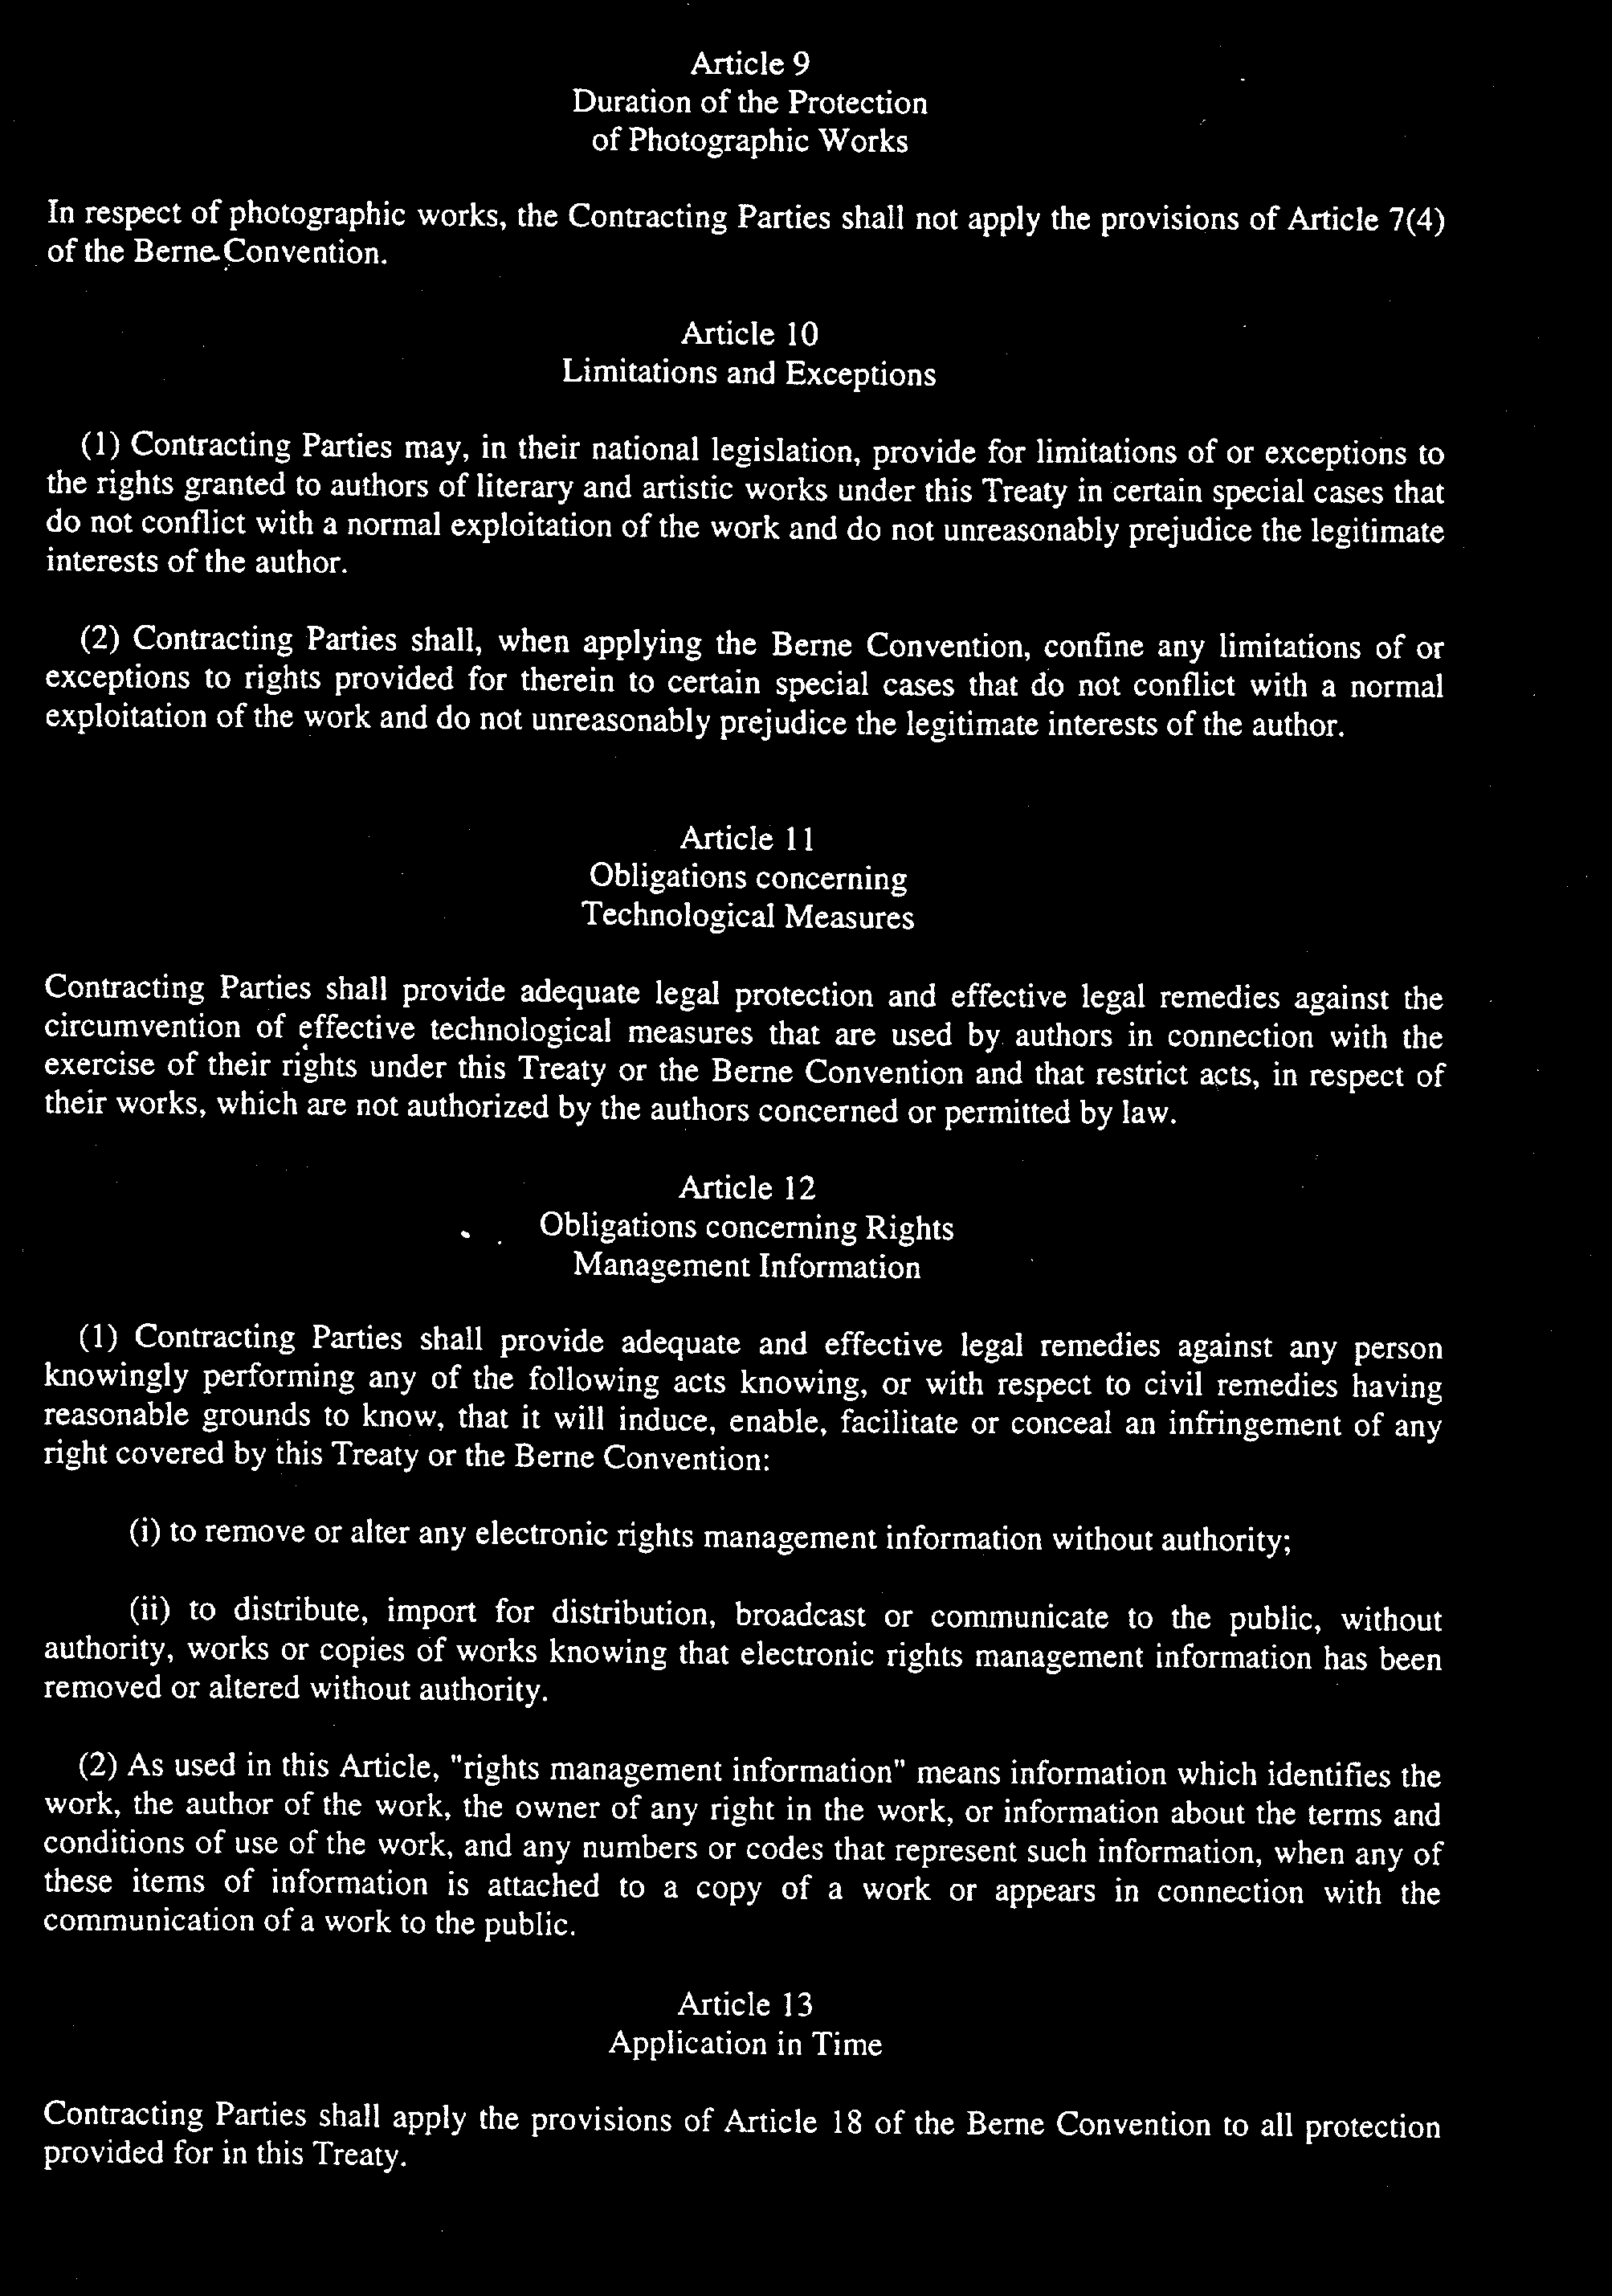 Article 9
Duration of the Protection
of Photographic Works
In respect of photographic works, the Contracting Parties shall not apply the provisions of Article 7(4)
of the Berne Convention.
Article 10
Limitations and Exceptions
(1) Contracting Parties may, in their national legislation, provide for limitations of or exceptions to
the rights granted to authors of literary and artistic works under this Treaty in certain special cases that
do not conflict with a normal exploitation of the work and do not unreasonably prejudice the legitimate
interests of the author.
(2) Contracting Parties shall, when applying the Berne Convention, confine any limitations of or
exceptions to rights provided for therein to certain special cases that do not conflict with a normal
exploitation of the work and do not unreasonably prejudice the legitimate interests of the author.
Article 11
Obligations concerning
Technological Measures
Contracting Parties shall provide adequate legal protection and effective legal remedies against the
circumvention of effective technological measures that are used by authors in connection with the
exercise of their rights under this Treaty or the Berne Convention and that restrict acts, in respect of
their works, which are not authorized by the authors concerned or permitted by law.
Article 12
Obligations concerning Rights
Management Information
(1) Contracting Parties shall provide adequate and effective legal remedies against any person
knowingly performing any of the following acts knowing, or with respect to civil remedies having
reasonable grounds to know, that it will induce, enable, facilitate or conceal an infringement of any
right covered by this Treaty or the Berne Convention:
(i) to remove or alter any electronic rights management information without authority;
(ii) to distribute, import for distribution, broadcast or communicate to the public, without
authority, works or copies of works knowing that electronic rights management information has been
removed or altered without authority.
(2) As used in this Article, "rights management information" means information which identifies the
work, the author of the work, the owner of any right in the work, or information about the terms and
conditions of use of the work, and any numbers or codes that represent such information, when any of
these items of information is attached to a copy of a work or appears in connection with the
communication of a work to the public.
Article 13
Application in Time
Contracting Parties shall apply the provisions of Article 18 of the Berne Convention to all protection
provided for in this Treaty.